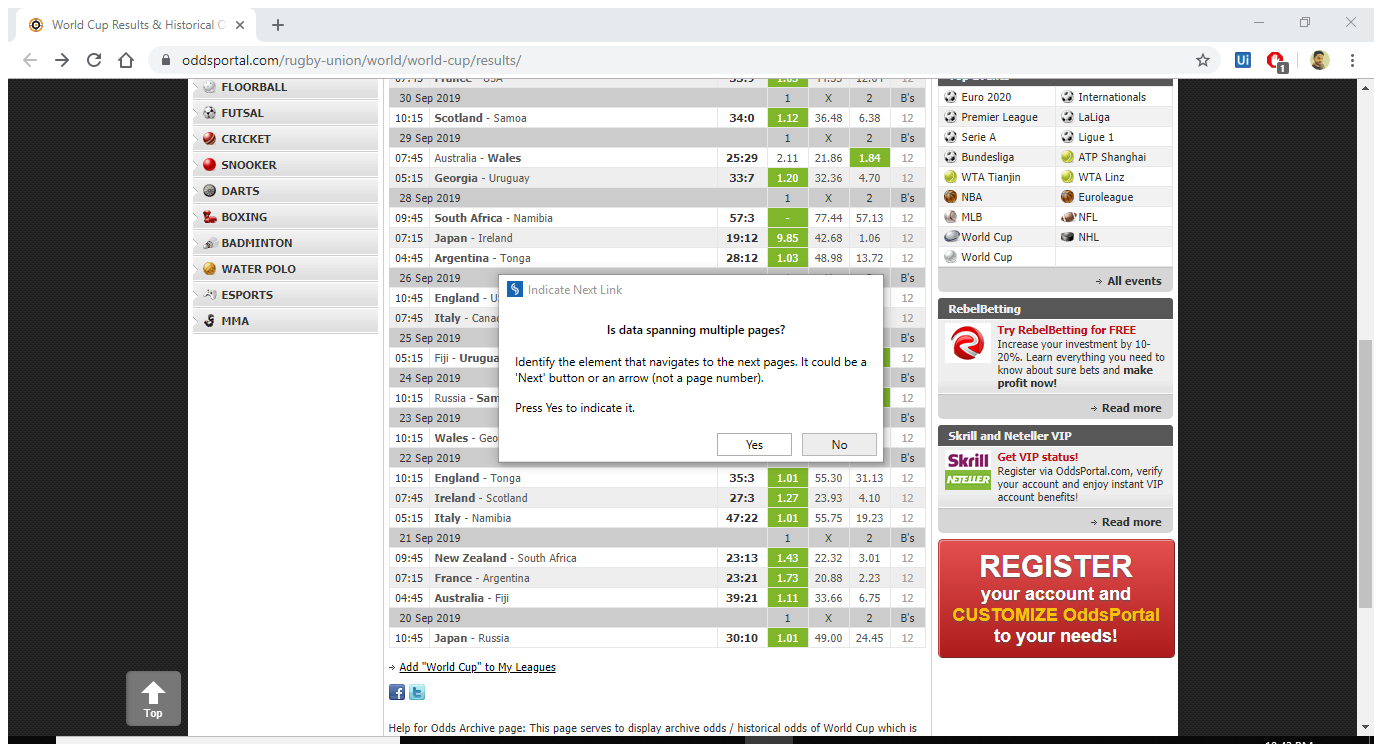 World Cup Results & Historical O
oddsportal.com/rugby-union/world/world-cup/results/
Ui
1
FLOORBALL
FUTSAL
CRICKET
SNOOKER
DARTS
BOXING
BADMINTON
WATER POLO
ESPORTS
MMA
30 Sep 2019 1 X 2 B's
10:15 Scotland - Samoa 34:0 1.12 36.48 6.38 12
29 Sep 2019 1 X 2 B's
07:45 Australia - Wales 25:29 2.11 21.86 1.84 12
05:15 Georgia - Uruguay 33:7 1.20 32.36 4.70 12
28 Sep 2019 1 X 2 B's
09:45 South Africa - Namibia 57:3 - 77.44 57.13 12
07:15 Japan - Ireland 19:12 9.85 42.68 1.06 12
04:45 Argentina - Tonga 28:12 1.03 48.98 13.72 12
26 Sep 2019 B's
10:45 England - U 12
07:45 Italy - Cana 12
25 Sep 2019 B's
05:15 Fiji - Urugua 12
24 Sep 2019 B's
10:15 Russia - Sam 12
23 Sep 2019 B's
10:15 Wales - Geo 12
22 Sep 2019 B's
10:15 England - Tonga 35:3 1.01 55.30 31.13 12
07:45 Ireland - Scotland 27:3 1.27 23.93 4.10 12
05:15 Italy - Namibia 47:22 1.01 55.75 19.23 12
21 Sep 2019 1 X 2 B's
09:45 New Zealand - South Africa 23:13 1.43 22.32 3.01 12
07:15 France - Argentina 23:21 1.73 20.88 2.23 12
04:45 Australia - Fiji 39:21 1.11 33.66 6.75 12
20 Sep 2019 1 X 2 B's
10:45 Japan - Russia 30:10 1.01 49.00 24.45 12
Add "World Cup" to My Leagues
Help for Odds Archive page: This page serves to display archive odds / historical odds of World Cup which is
Top
Indicate Next Link
Is data spanning multiple pages?
Identify the element that navigates to the next pages. It could be a
'Next' button or an arrow (not a page number).
Press Yes to indicate it.
Yes No
Euro 2020 Internationals
Premier League LaLiga
Serie A Ligue 1
Bundesliga ATP Shanghai
WTA Tianjin WTA Linz
NBA Euroleague
MLB NFL
World Cup NHL
World Cup
All events
RebelBetting
Try RebelBetting for FREE
Increase your investment by 10-
20%. Learn everything you need to
know about sure bets and make
profit now!
Read more
Skrill and Neteller VIP
Skrill
NETELLER
Get VIP status!
Register via OddsPortal.com, verify
your account and enjoy instant VIP
account benefits!
Read more
REGISTER
your account and
CUSTOMIZE OddsPortal
to your needs!